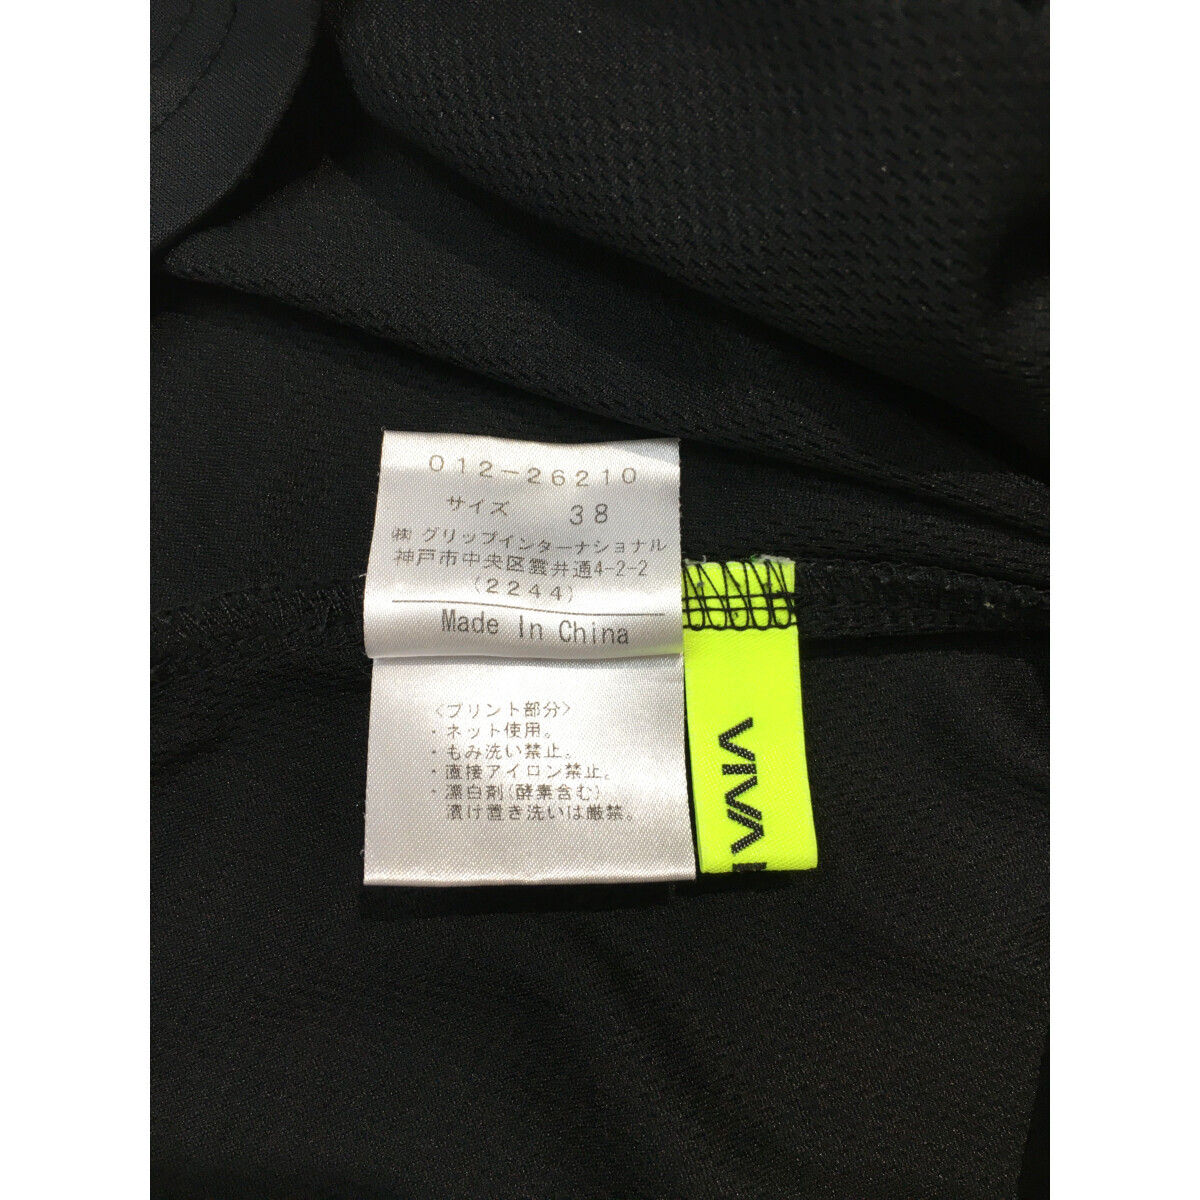 012-26210
サイズ 38
㈱グリップインターナショナル
神戸市中央区雲井通4-2-2
(2244)
Made In China
<プリント部分>
・ネット使用。
・もみ洗い禁止。
・直接アイロン禁止。
・漂白剤(酵素含む)
漬け置き洗いは厳禁。
VIVA